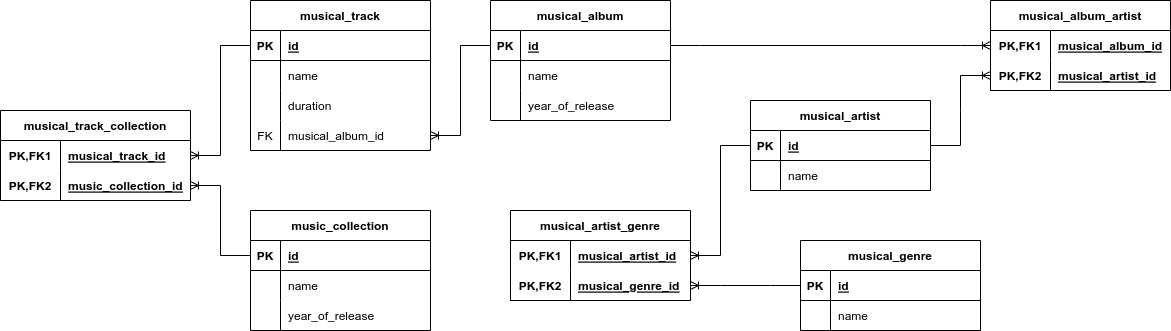 musical_track
PK id
name
duration
FK musical_album_id
musical_album
PK id
name
year_of_release
musical_album_artist
PK,FK1 musical_album_id
PK,FK2 musical_artist_id
musical_track_collection
PK,FK1 musical_track_id
PK,FK2 music_collection_id
musical_artist
PK id
name
music_collection
PK id
name
year_of_release
musical_artist_genre
PK,FK1 musical_artist_id
PK,FK2 musical_genre_id
musical_genre
PK id
name